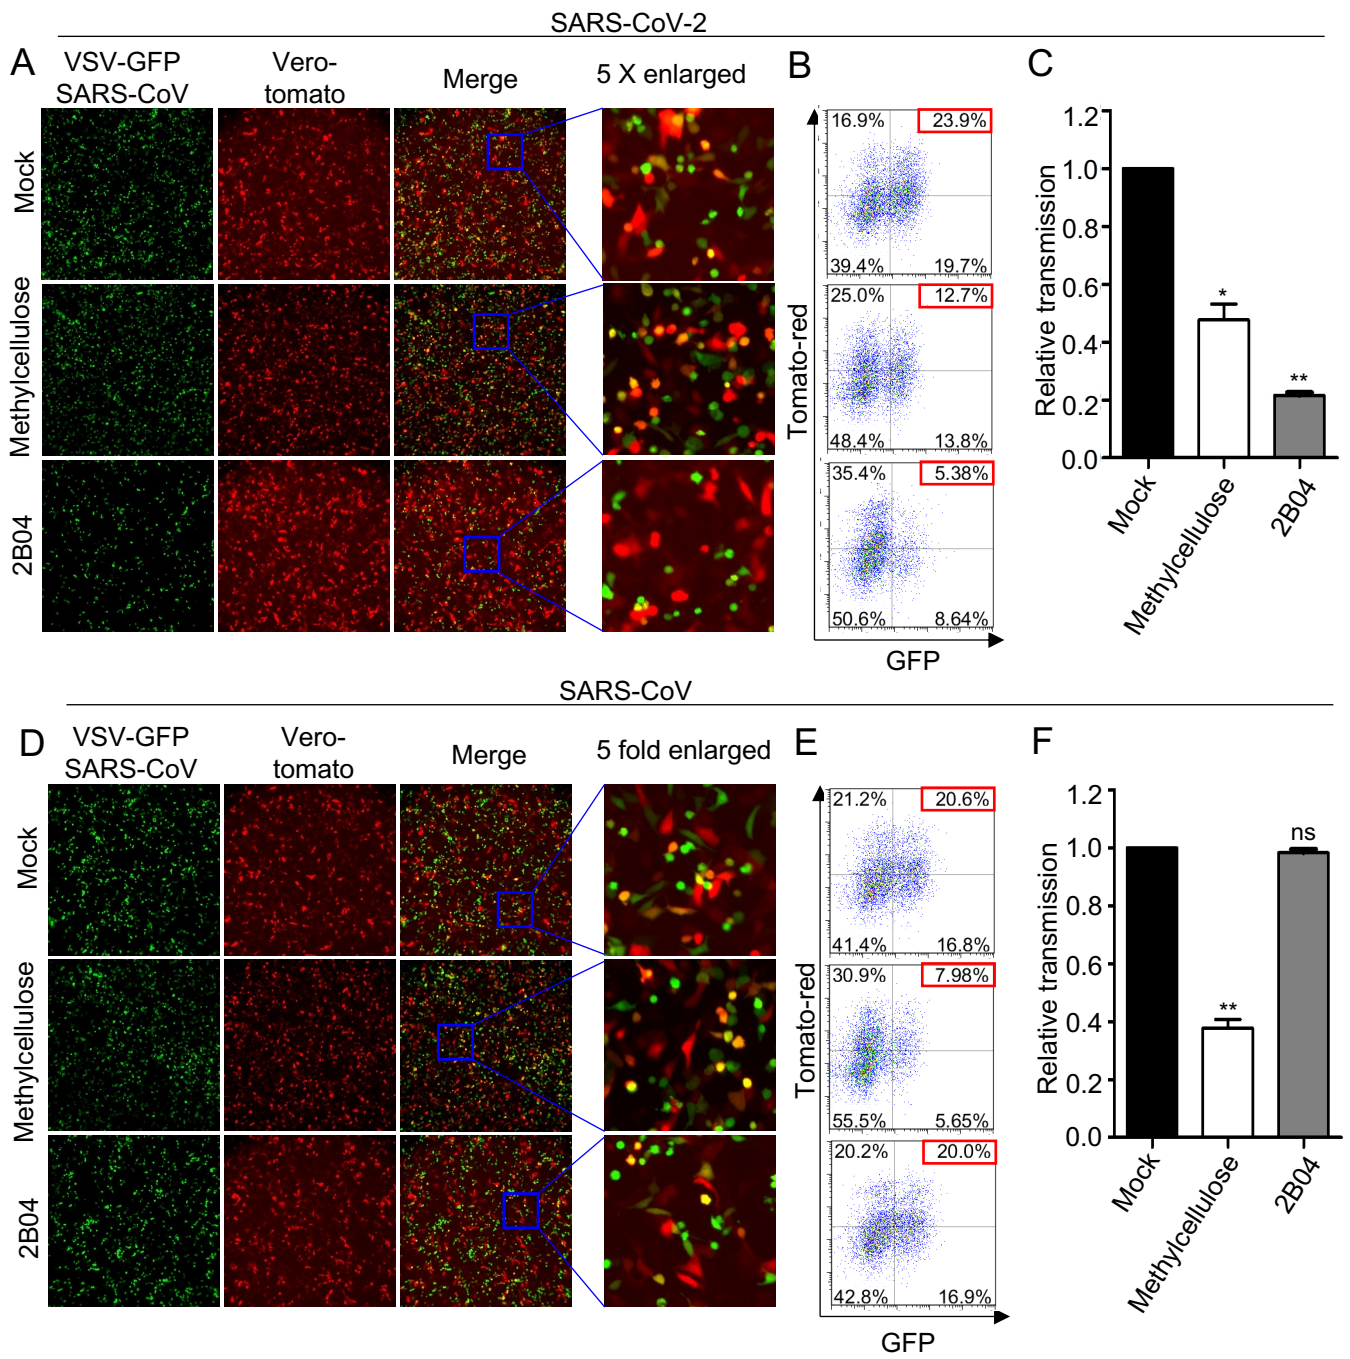 SARS-CoV-2
A
VSV-GFP
SARS-CoV
Vero-
tomato
Merge
5 X enlarged
Mock
Methylcellulose
2B04
B
16.9%
23.9%
39.4%
19.7%
25.0%
12.7%
48.4%
13.8%
35.4%
5.38%
50.6%
8.64%
Tomato-red
GFP
C
Relative transmission
1.2
1.0
0.8
0.6
0.4
0.2
0.0
*
**
Mock
Methylcellulose
2B04
SARS-CoV
D
VSV-GFP
SARS-CoV
Vero-
tomato
Merge
5 fold enlarged
Mock
Methylcellulose
2B04
E
21.2%
20.6%
41.4%
16.8%
30.9%
7.98%
55.5%
5.65%
20.2%
20.0%
42.8%
16.9%
Tomato-red
GFP
F
Relative transmission
1.2
1.0
0.8
0.6
0.4
0.2
0.0
**
ns
Mock
Methylcellulose
2B04